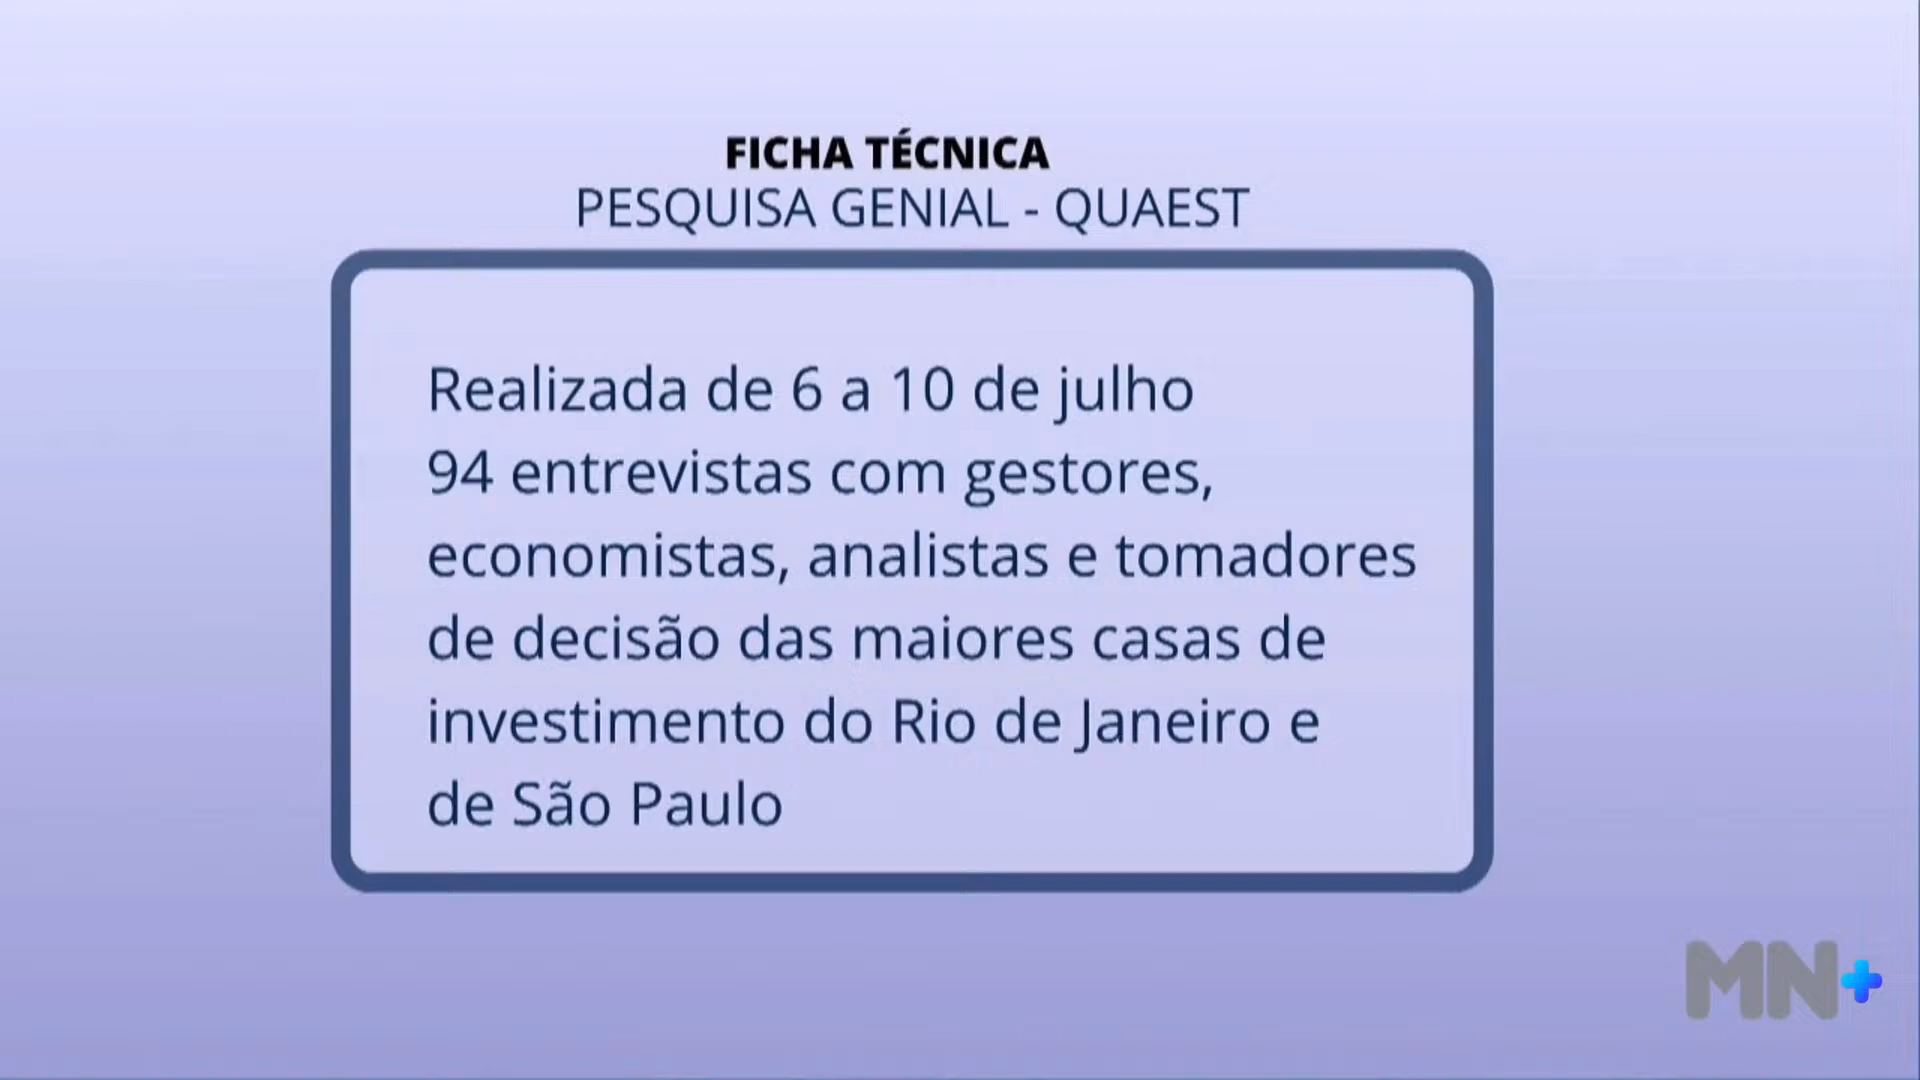 FICHA TÉCNICA
PESQUISA GENIAL - QUAEST
Realizada de 6 a 10 de julho
94 entrevistas com gestores,
economistas, analistas e tomadores
de decisão das maiores casas de
investimento do Rio de Janeiro e
de São Paulo
MN+